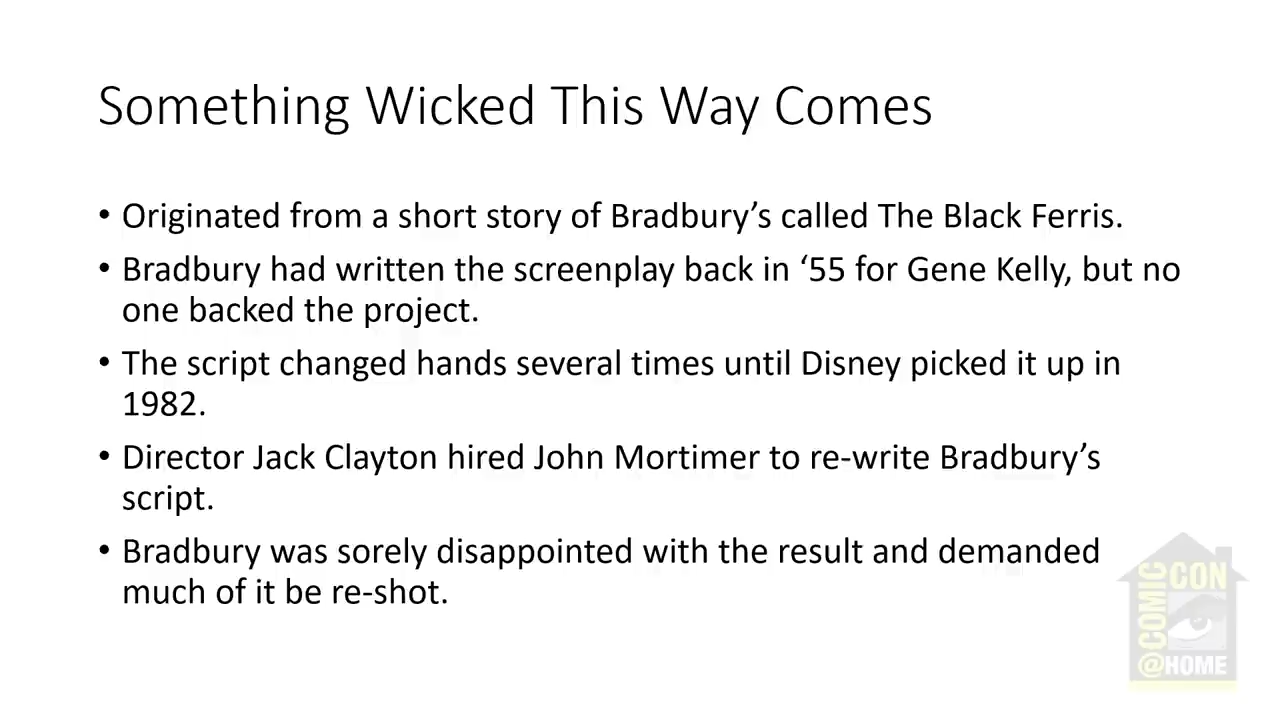 Something Wicked This Way Comes
• Originated from a short story of Bradbury’s called The Black Ferris.
• Bradbury had written the screenplay back in ‘55 for Gene Kelly, but no
one backed the project.
• The script changed hands several times until Disney picked it up in
1982.
• Director Jack Clayton hired John Mortimer to re-write Bradbury’s
script.
• Bradbury was sorely disappointed with the result and demanded
much of it be re-shot.
COMIC
CON
@HOME